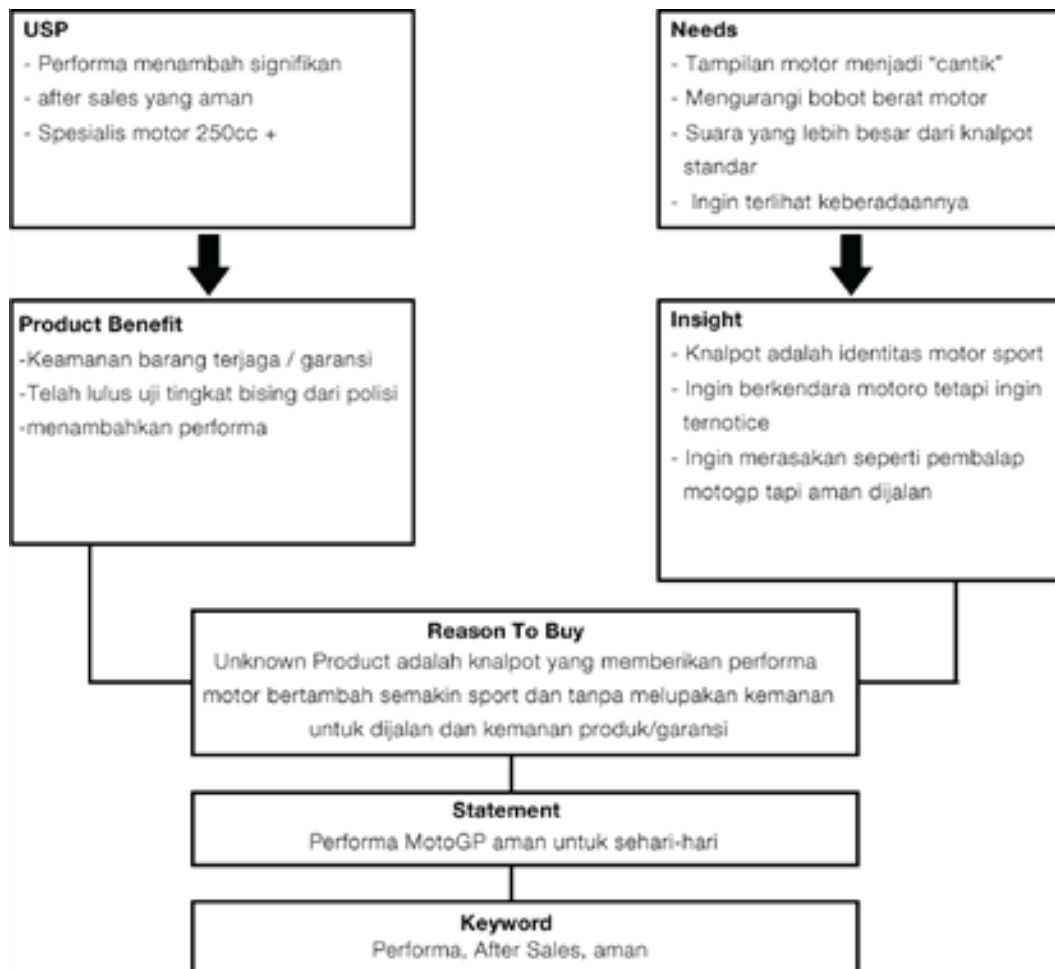 USP
- Performa menambah signifikan
- after sales yang aman
- Spesialis motor 250cc +
Needs
- Tampilan motor menjadi “cantik”
- Mengurangi bobot berat motor
- Suara yang lebih besar dari knalpot
standar
- Ingin terlihat keberadaannya
Product Benefit
-Keamanan barang terjaga / garansi
-Telah lulus uji tingkat bising dari polisi
-menambahkan performa
Insight
- Knalpot adalah identitas motor sport
- Ingin berkendara motoro tetapi ingin
ternotice
- Ingin merasakan seperti pembalap
motogp tapi aman dijalan
Reason To Buy
Unknown Product adalah knalpot yang memberikan performa
motor bertambah semakin sport dan tanpa melupakan kemanan
untuk dijalan dan kemanan produk/garansi
Statement
Performa MotoGP aman untuk sehari-hari
Keyword
Performa, After Sales, aman